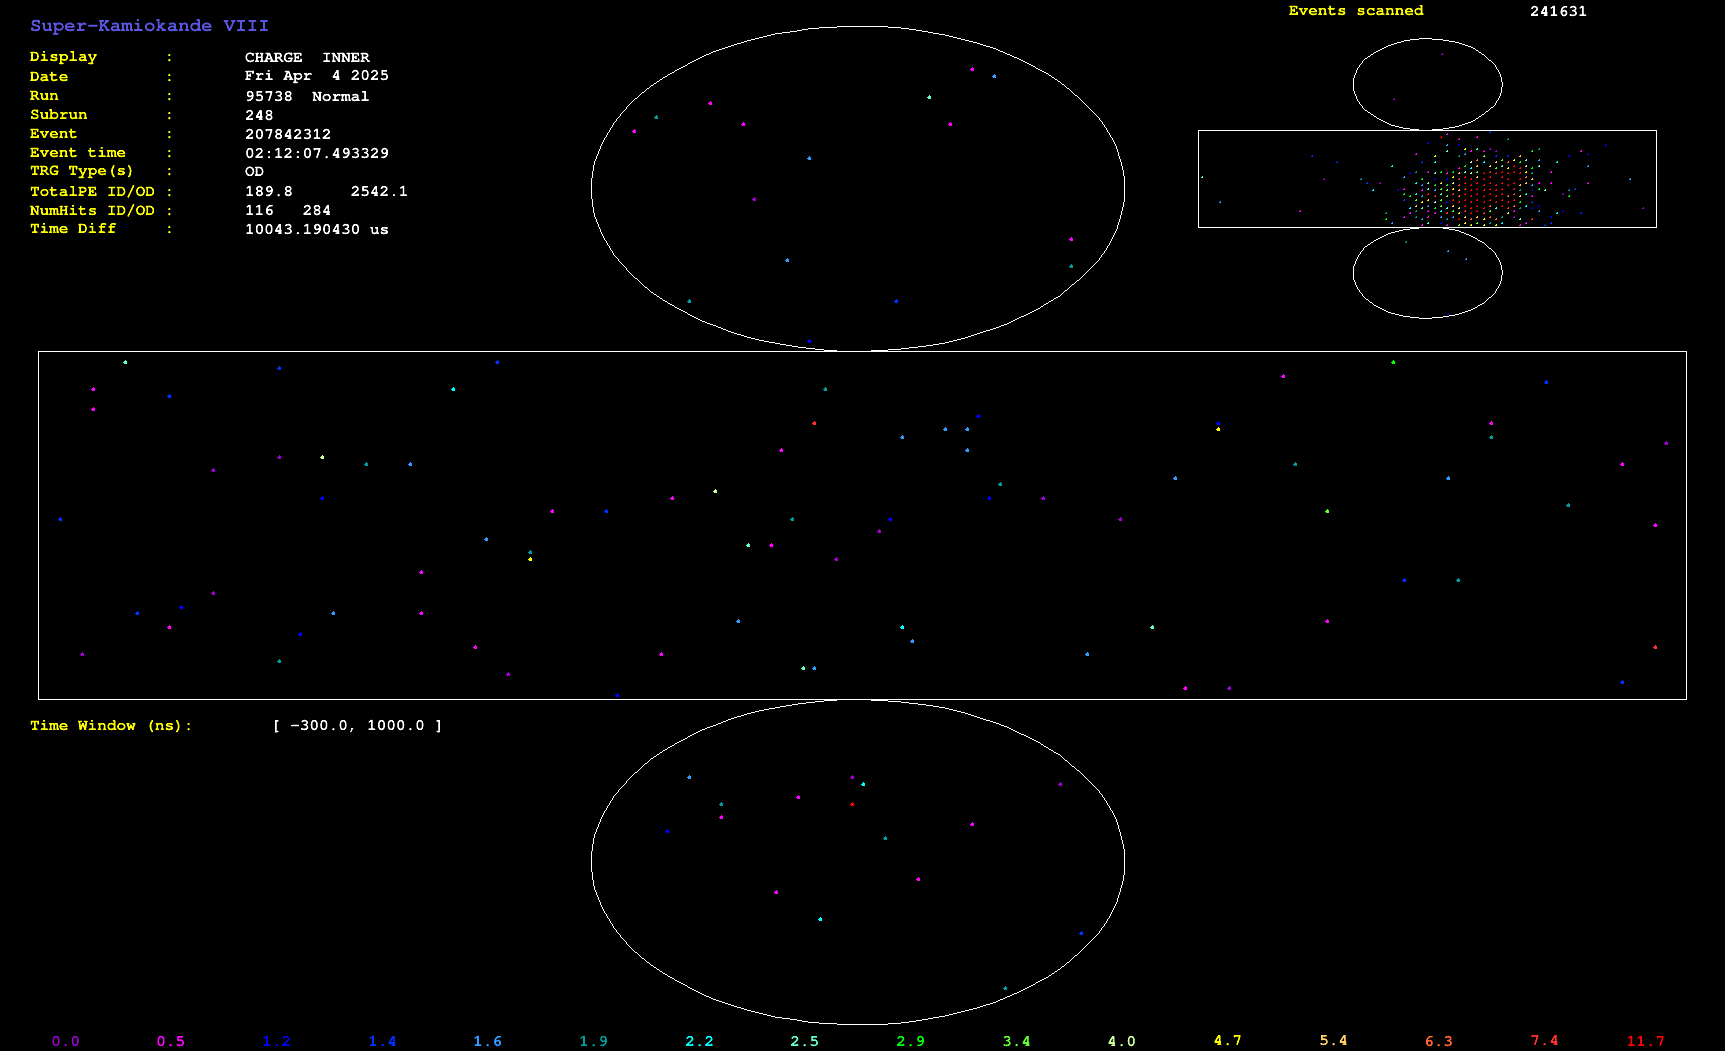 Super-Kamiokande VIII
Events scanned 241631
Display : CHARGE INNER
Date : Fri Apr 4 2025
Run : 95738 Normal
Subrun : 248
Event : 207842312
Event time : 02:12:07.493329
TRG Type(s) : OD
TotalPE ID/OD : 189.8 2542.1
NumHits ID/OD : 116 284
Time Diff : 10043.190430 us
Time Window (ns): [ -300.0, 1000.0 ]
0.0 0.5 1.2 1.4 1.6 1.9 2.2 2.5 2.9 3.4 4.0 4.7 5.4 6.3 7.4 11.7